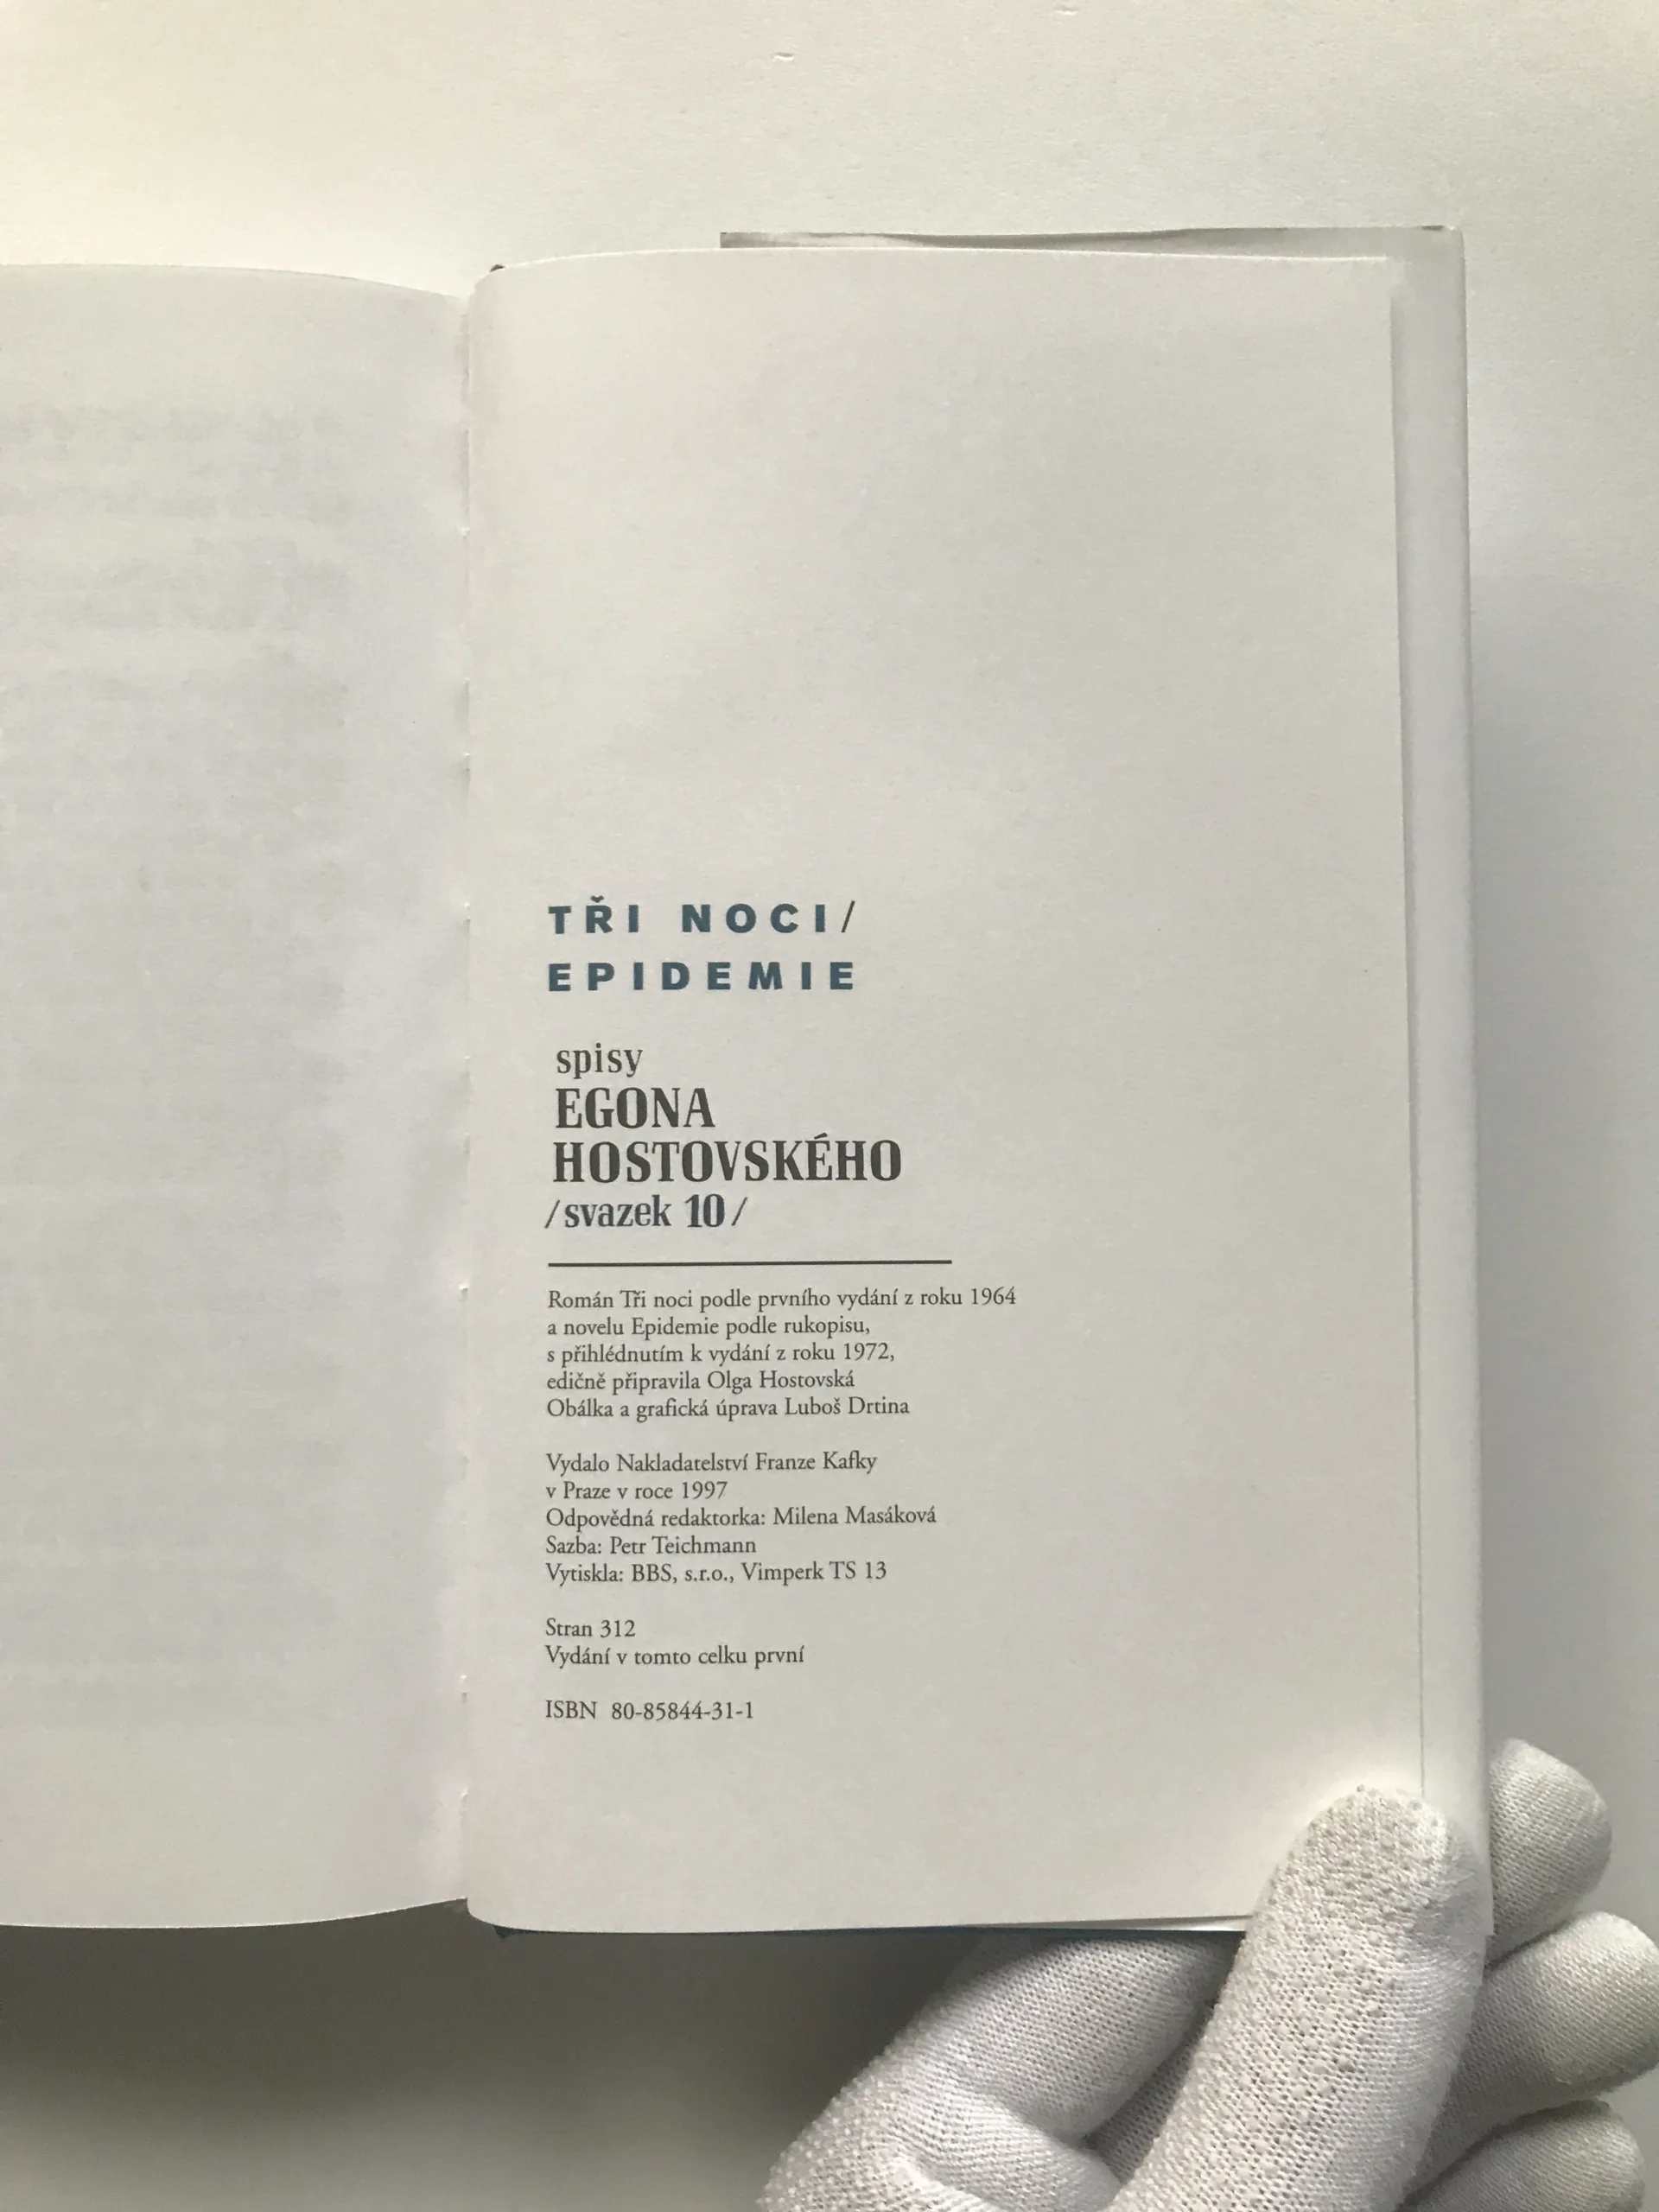 TŘI NOCI/
EPIDEMIE
spisy
EGONA
HOSTOVSKÉHO
/svazek 10/
Román Tři noci podle prvního vydání z roku 1964
a novelu Epidemie podle rukopisu,
s přihlédnutím k vydání z roku 1972,
edičně připravila Olga Hostovská
Obálka a grafická úprava Luboš Drtina
Vydalo Nakladatelství Franze Kafky
v Praze v roce 1997
Odpovědná redaktorka: Milena Masáková
Sazba: Petr Teichmann
Vytiskla: BBS, s.r.o., Vimperk TS 13
Stran 312
Vydání v tomto celku první
ISBN 80-85844-31-1